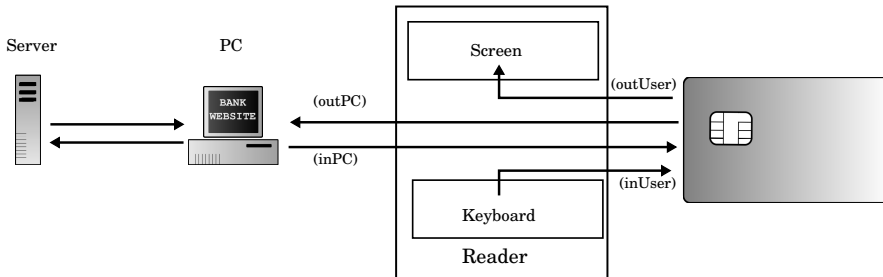 Server
PC
Screen
BANK
WEBSITE
(outPC)
(outUser)
(inPC)
(inUser)
Keyboard
Reader